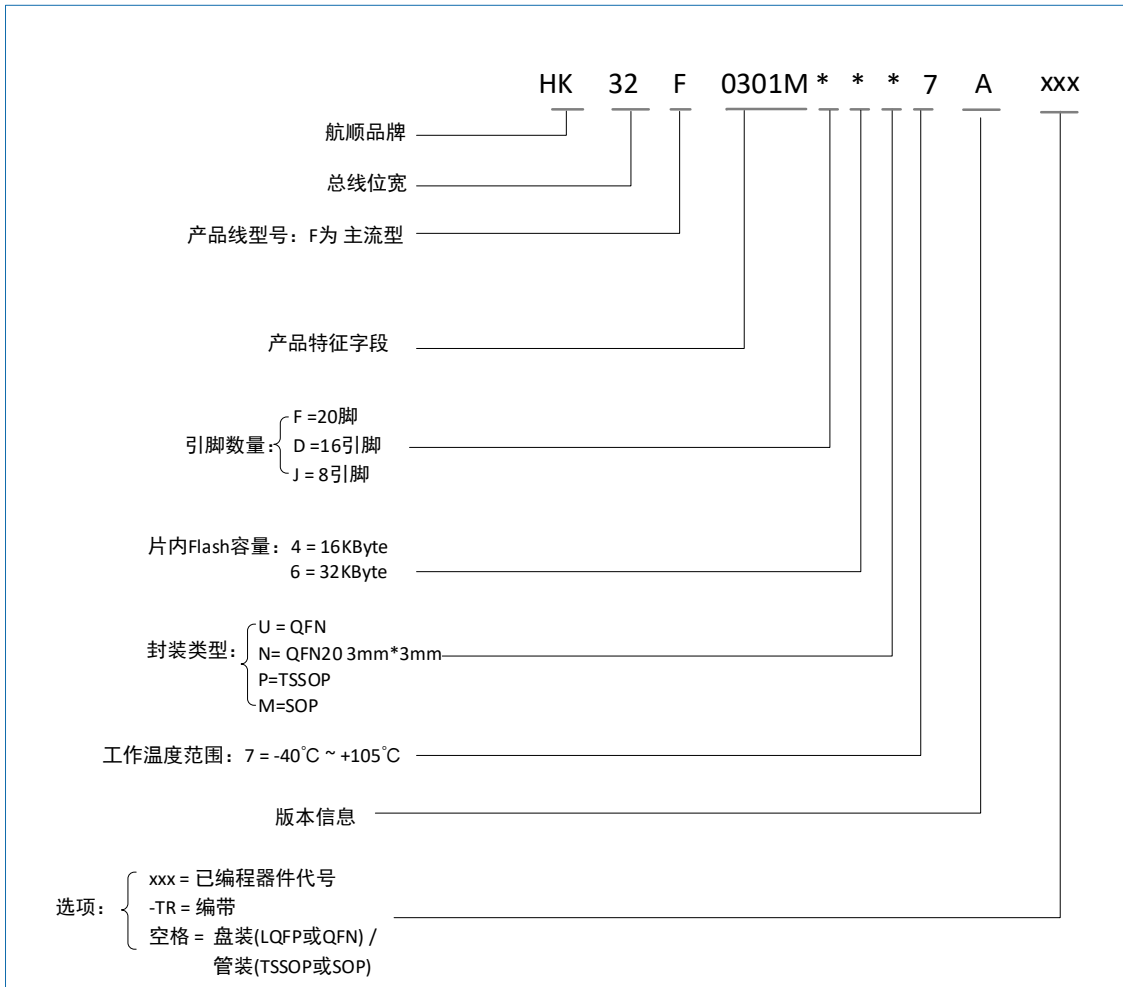 HK 32 F 0301M * * * 7 A xxx
航顺品牌
总线位宽
产品线型号：F为 主流型
产品特征字段
F =20脚
引脚数量：
D =16引脚
J = 8引脚
片内Flash容量：4 = 16KByte
6 = 32KByte
U = QFN
封装类型：
N= QFN20 3mm*3mm
P=TSSOP
M=SOP
工作温度范围：7 = -40℃ ~ +105℃
版本信息
xxx = 已编程器件代号
选项：
-TR = 编带
空格 = 盘装(LQFP或QFN) /
管装(TSSOP或SOP)